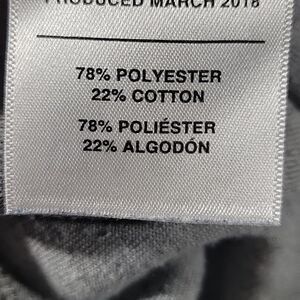 PRODUCED MARCH 2018
78% POLYESTER
22% COTTON
78% POLIÉSTER
22% ALGODÓN